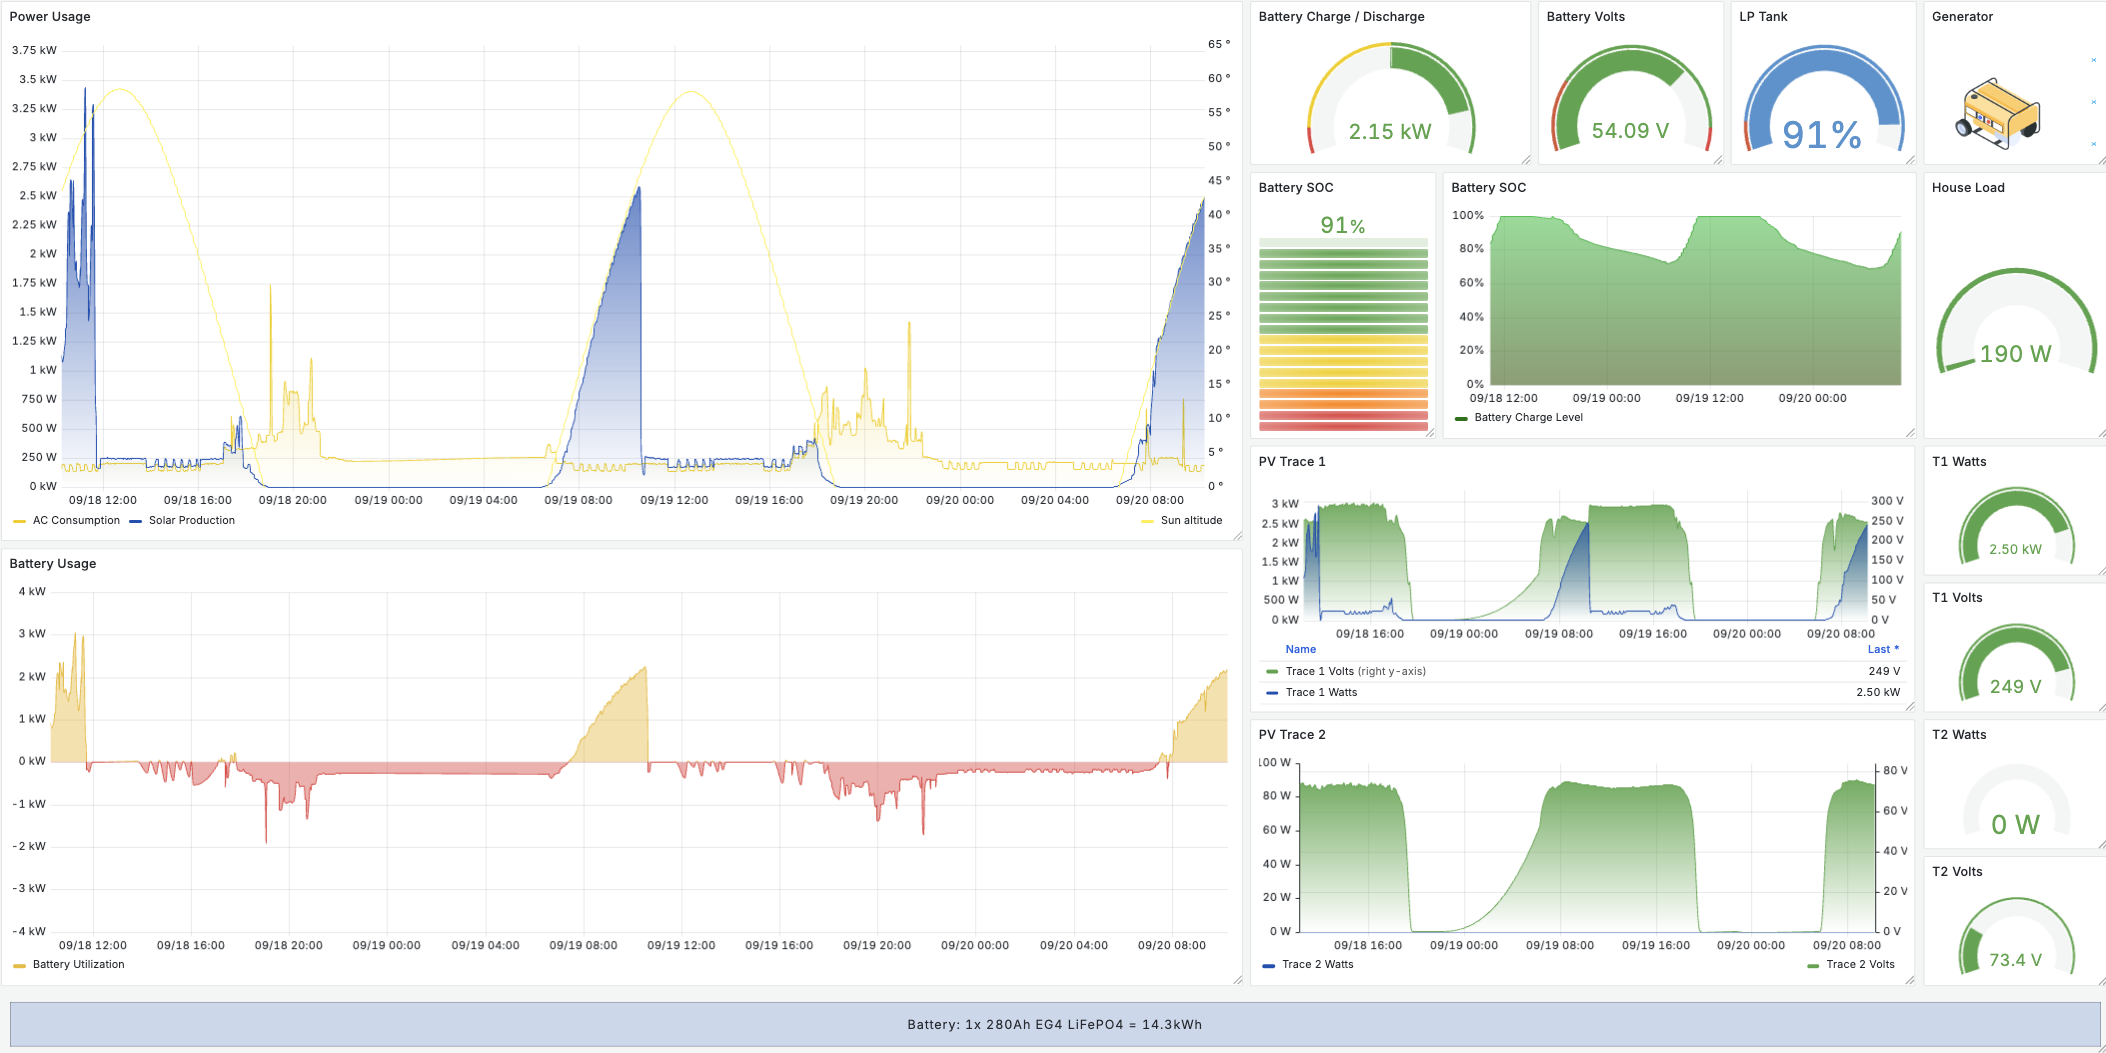 Power Usage
3.75 kW
3.5 kW
3.25 kW
3 kW
2.75 kW
2.5 kW
2.25 kW
2 kW
1.75 kW
1.5 kW
1.25 kW
1 kW
750 W
500 W
250 W
0 kW
65 °
60 °
55 °
50 °
45 °
40 °
35 °
30 °
25 °
20 °
15 °
10 °
5 °
0 °
09/18 12:00 09/18 16:00 09/18 20:00 09/19 00:00 09/19 04:00 09/19 08:00 09/19 12:00 09/19 16:00 09/19 20:00 09/20 00:00 09/20 04:00 09/20 08:00
AC Consumption Solar Production Sun altitude
Battery Charge / Discharge
2.15 kW
Battery Volts
54.09 V
LP Tank
91%
Generator
Battery SOC
91%
Battery SOC
100%
80%
60%
40%
20%
0%
09/18 12:00 09/19 00:00 09/19 12:00 09/20 00:00
Battery Charge Level
House Load
190 W
Battery Usage
4 kW
3 kW
2 kW
1 kW
0 kW
-1 kW
-2 kW
-3 kW
-4 kW
09/18 12:00 09/18 16:00 09/18 20:00 09/19 00:00 09/19 04:00 09/19 08:00 09/19 12:00 09/19 16:00 09/19 20:00 09/20 00:00 09/20 04:00 09/20 08:00
Battery Utilization
PV Trace 1
3 kW
2.5 kW
2 kW
1.5 kW
1 kW
500 W
0 kW
300 V
250 V
200 V
150 V
100 V
50 V
0 V
09/18 16:00 09/19 00:00 09/19 08:00 09/19 16:00 09/20 00:00 09/20 08:00
Name Last *
Trace 1 Volts (right y-axis) 249 V
Trace 1 Watts 2.50 kW
T1 Watts
2.50 kW
T1 Volts
249 V
PV Trace 2
100 W
80 W
60 W
40 W
20 W
0 W
80 V
60 V
40 V
20 V
0 V
09/18 16:00 09/19 00:00 09/19 08:00 09/19 16:00 09/20 00:00 09/20 08:00
Trace 2 Watts Trace 2 Volts
T2 Watts
0 W
T2 Volts
73.4 V
Battery: 1x 280Ah EG4 LiFePO4 = 14.3kWh